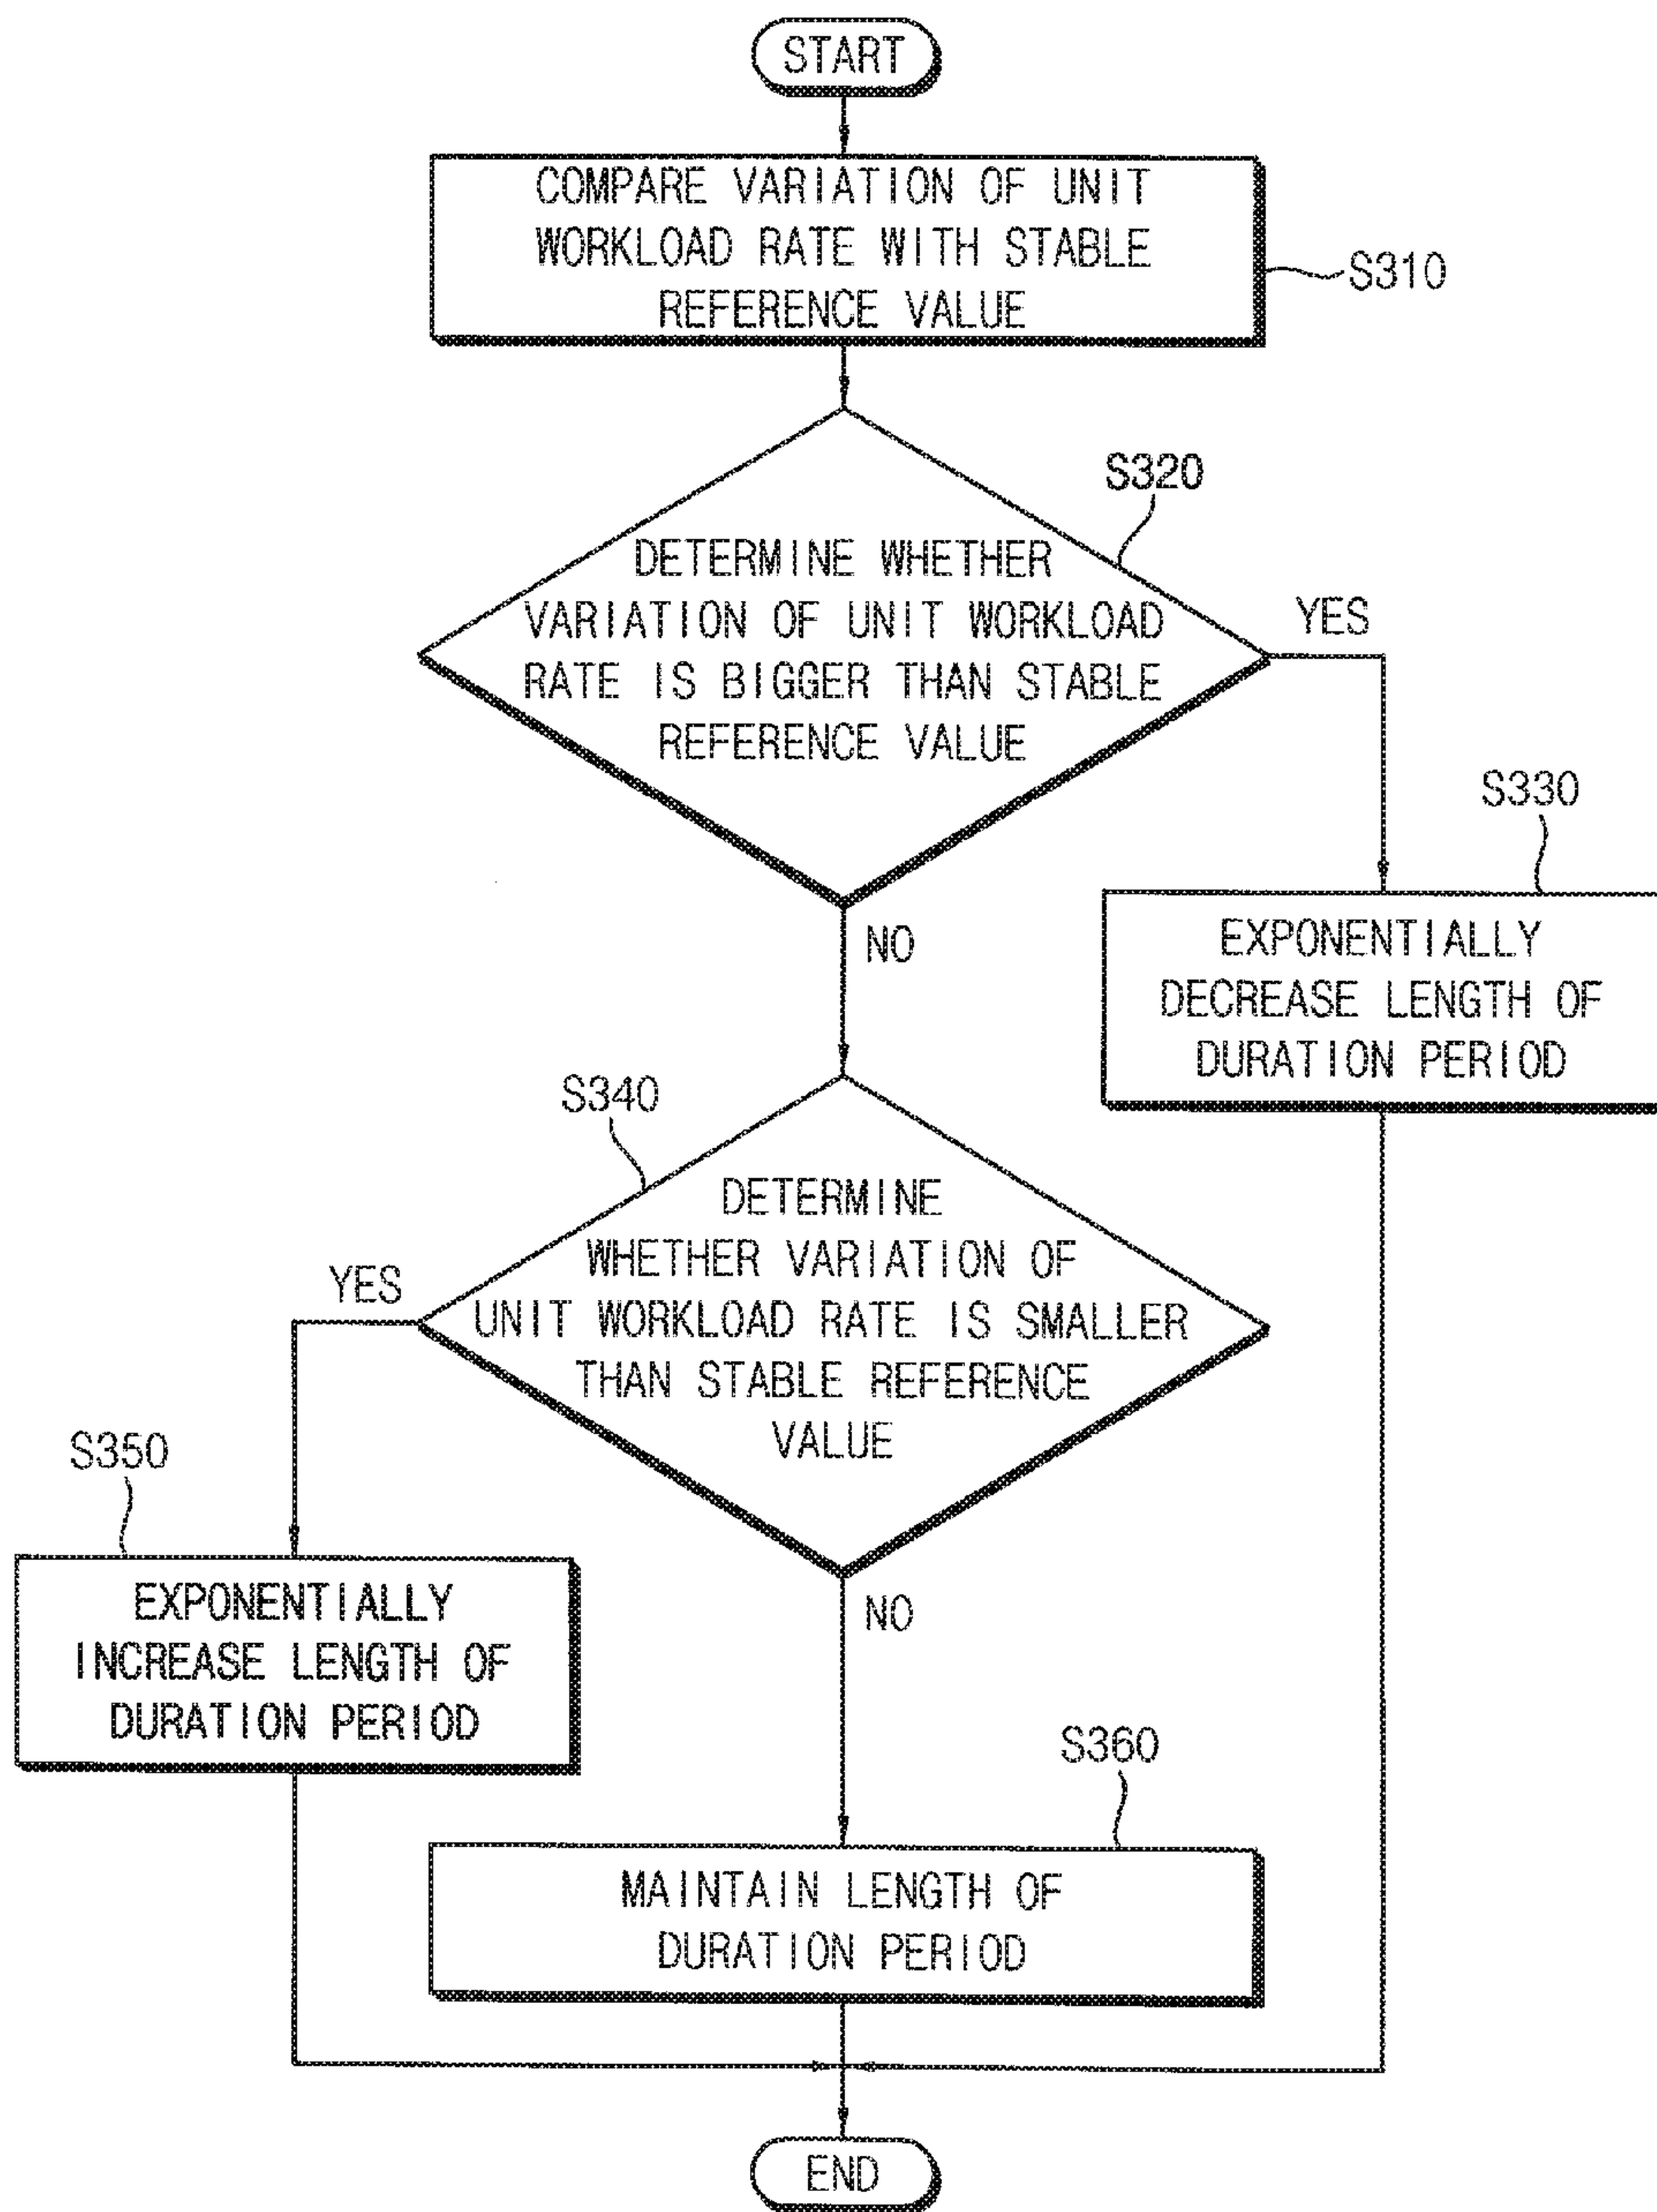 START
COMPARE VARIATION OF UNIT
WORKLOAD RATE WITH STABLE
REFERENCE VALUE
S310
S320
DETERMINE WHETHER
VARIATION OF UNIT WORKLOAD
RATE IS BIGGER THAN STABLE
REFERENCE VALUE
YES
NO
S330
EXPONENTIALLY
DECREASE LENGTH OF
DURATION PERIOD
S340
DETERMINE
WHETHER VARIATION OF
UNIT WORKLOAD RATE IS SMALLER
THAN STABLE REFERENCE
VALUE
YES
NO
S350
EXPONENTIALLY
INCREASE LENGTH OF
DURATION PERIOD
S360
MAINTAIN LENGTH OF
DURATION PERIOD
END